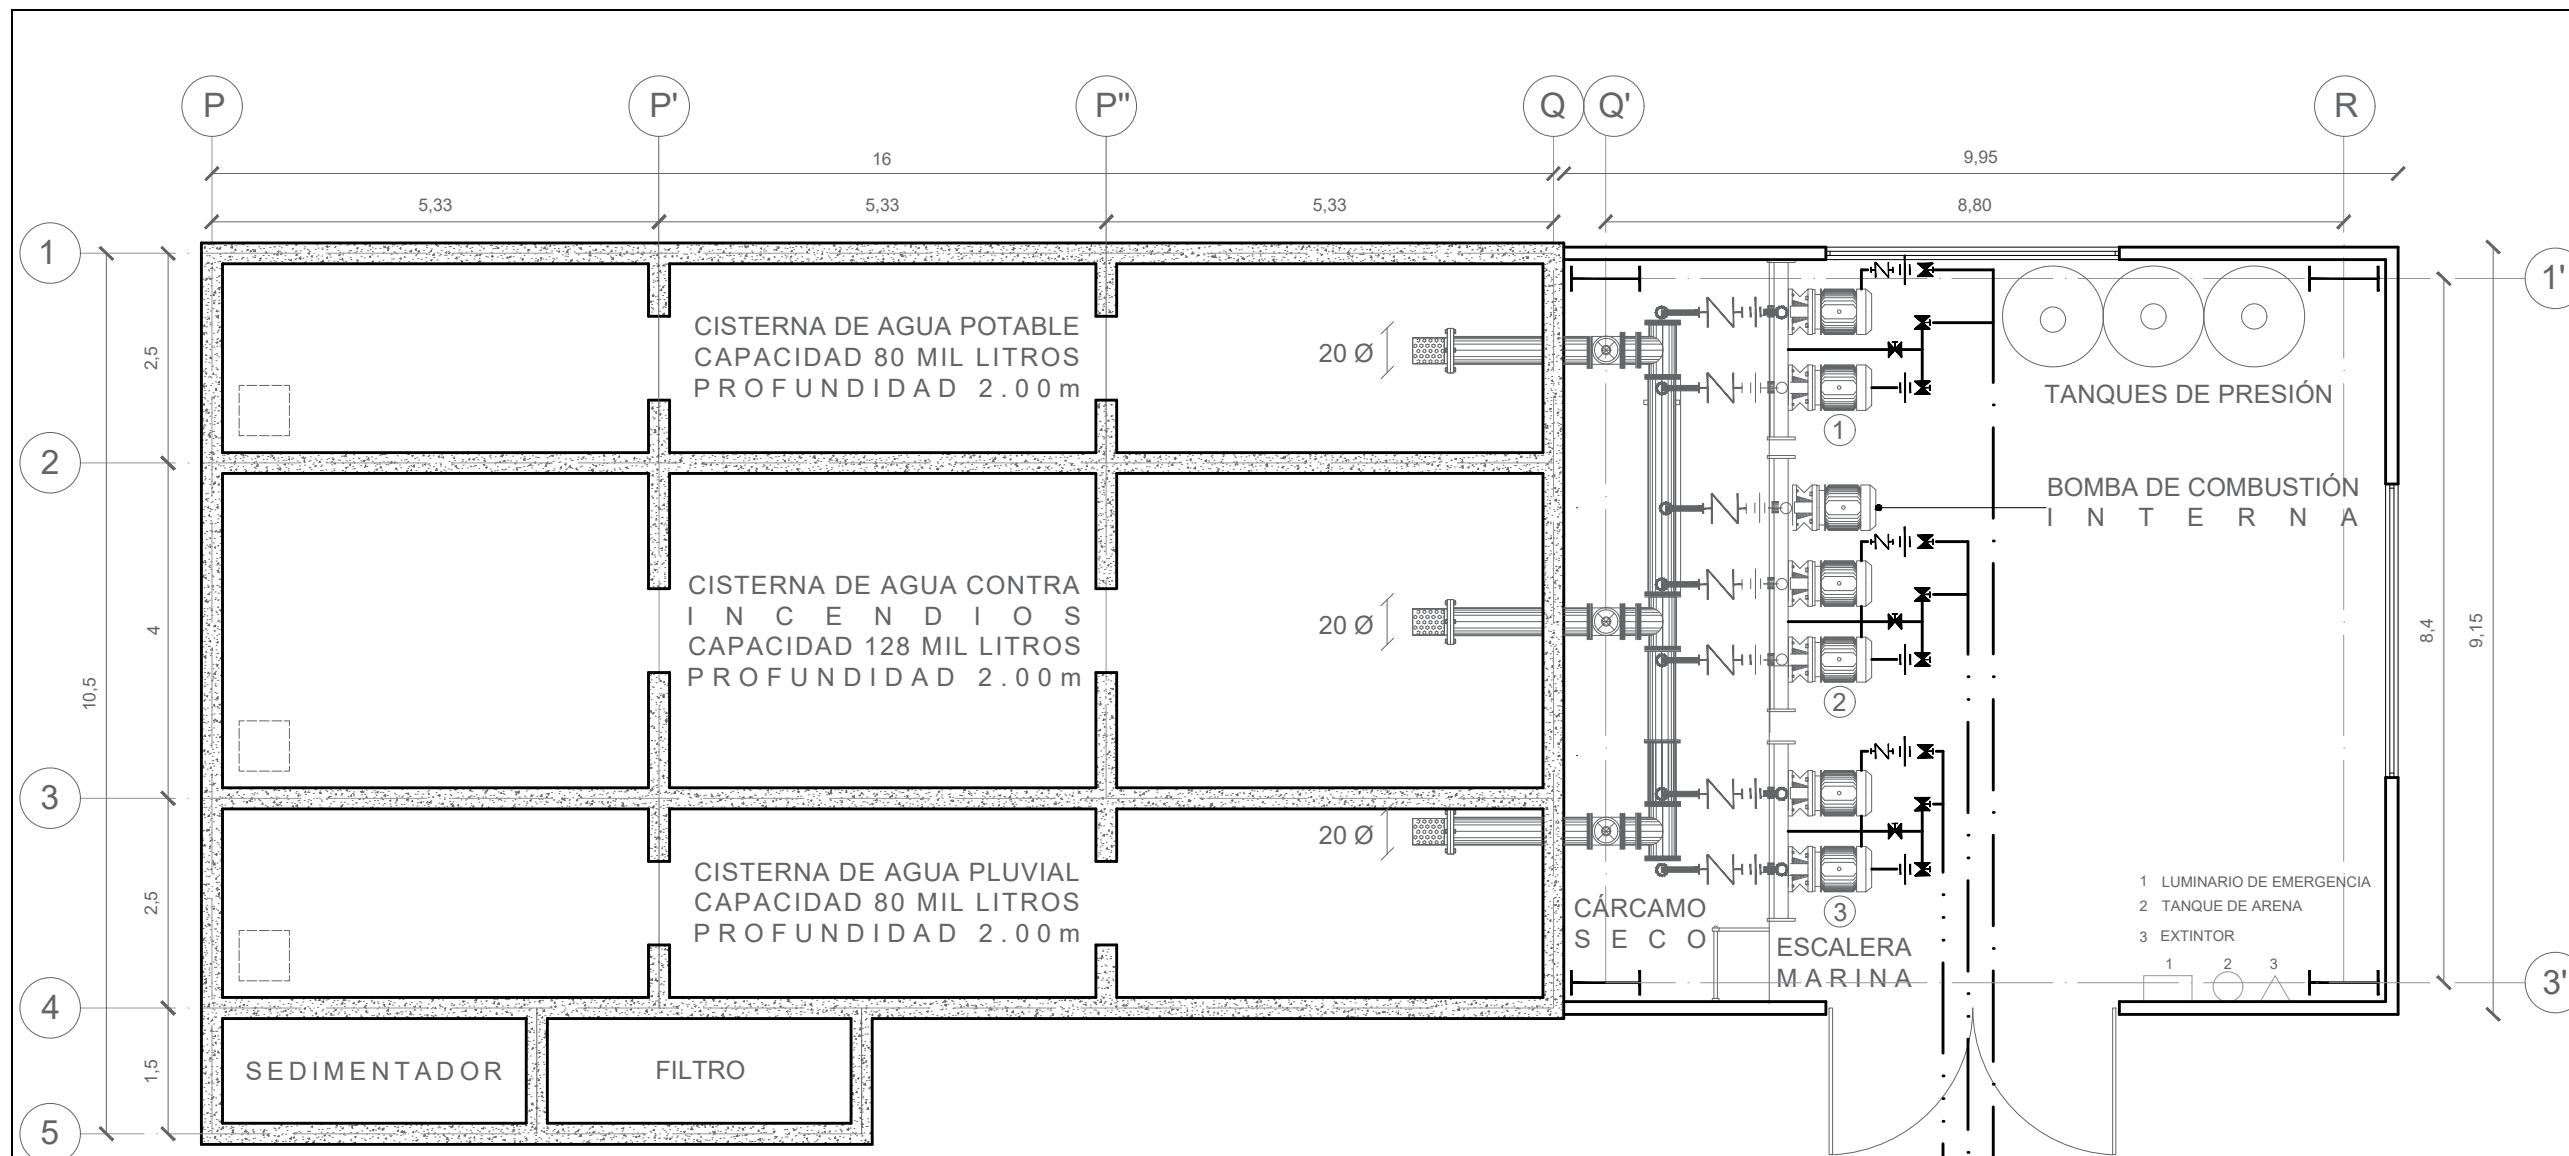 P
P'
P"
Q
Q'
R
16
9,95
5,33
5,33
5,33
8,80
1
2
3
4
5
1'
3'
2,5
4
2,5
1,5
10,5
8,4
9,15
CISTERNA DE AGUA POTABLE
CAPACIDAD 80 MIL LITROS
PROFUNDIDAD 2.00m
20 Ø
CISTERNA DE AGUA CONTRA
INCENDIOS
CAPACIDAD 128 MIL LITROS
PROFUNDIDAD 2.00m
20 Ø
CISTERNA DE AGUA PLUVIAL
CAPACIDAD 80 MIL LITROS
PROFUNDIDAD 2.00m
20 Ø
SEDIMENTADOR
FILTRO
TANQUES DE PRESIÓN
1
BOMBA DE COMBUSTIÓN
INTERNA
2
3
CÁRCAMO
SECO
ESCALERA
MARINA
1 LUMINARIO DE EMERGENCIA
2 TANQUE DE ARENA
3 EXTINTOR
1 2 3